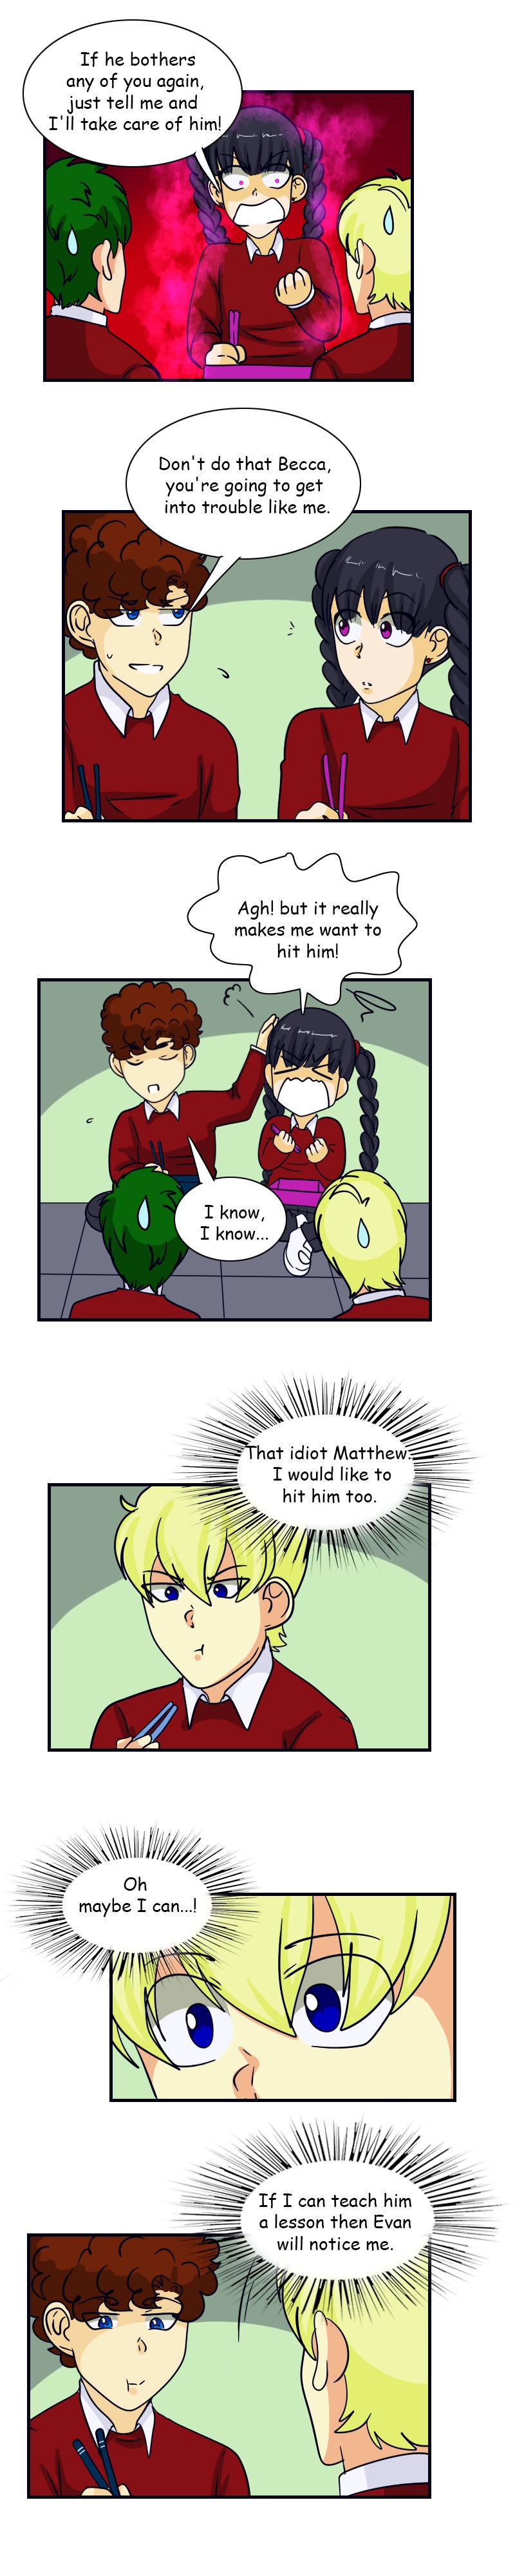 If he bothers
any of you again,
just tell me and
I'll take care of him!
Don't do that Becca,
you're going to get
into trouble like me.
Agh! but it really
makes me want to
hit him!
I know,
I know...
That idiot Matthew.
I would like to
hit him too.
Oh
maybe I can...!
If I can teach him
a lesson then Evan
will notice me.